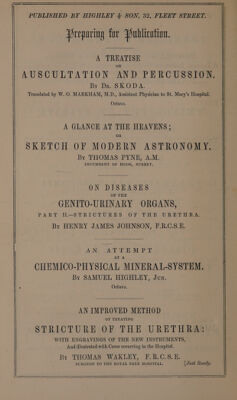 PUBLISHED BY HIGHLEY & SON, 32, FLEET STREET.
Preparing for Publication.
A TREATISE
ON
AUSCULTATION AND PERCUSSION.
BY DR. SKODA.
Translated by W. O. MARKHAM, M.D., Assistant Physician to St. Mary's Hospital.
Octavo.
A GLANCE AT THE HEAVENS;
OR
SKETCH OF MODERN ASTRONOMY.
BY THOMAS PYNE, A.M.
INCUMBENT OF HOOK, SURREY.
ON DISEASES
OF THE
GENITO-URINARY ORGANS,
PART II.—STRICTURES OF THE URETHRA.
BY HENRY JAMES JOHNSON, F.R.C.S.E.
AN ATTEMPT
AT A
CHEMICO-PHYSICAL MINERAL-SYSTEM.
BY SAMUEL HIGHLEY, JUN.
Octavo.
AN IMPROVED METHOD
OF TREATING
STRICTURE OF THE URETHRA:
WITH ENGRAVINGS OF THE NEW INSTRUMENTS,
And illustrated with Cases occurring in the Hospital.
BY THOMAS WAKLEY, F.R.C.S.E.
SURGEON TO THE ROYAL FREE HOSPITAL. [Just Ready.